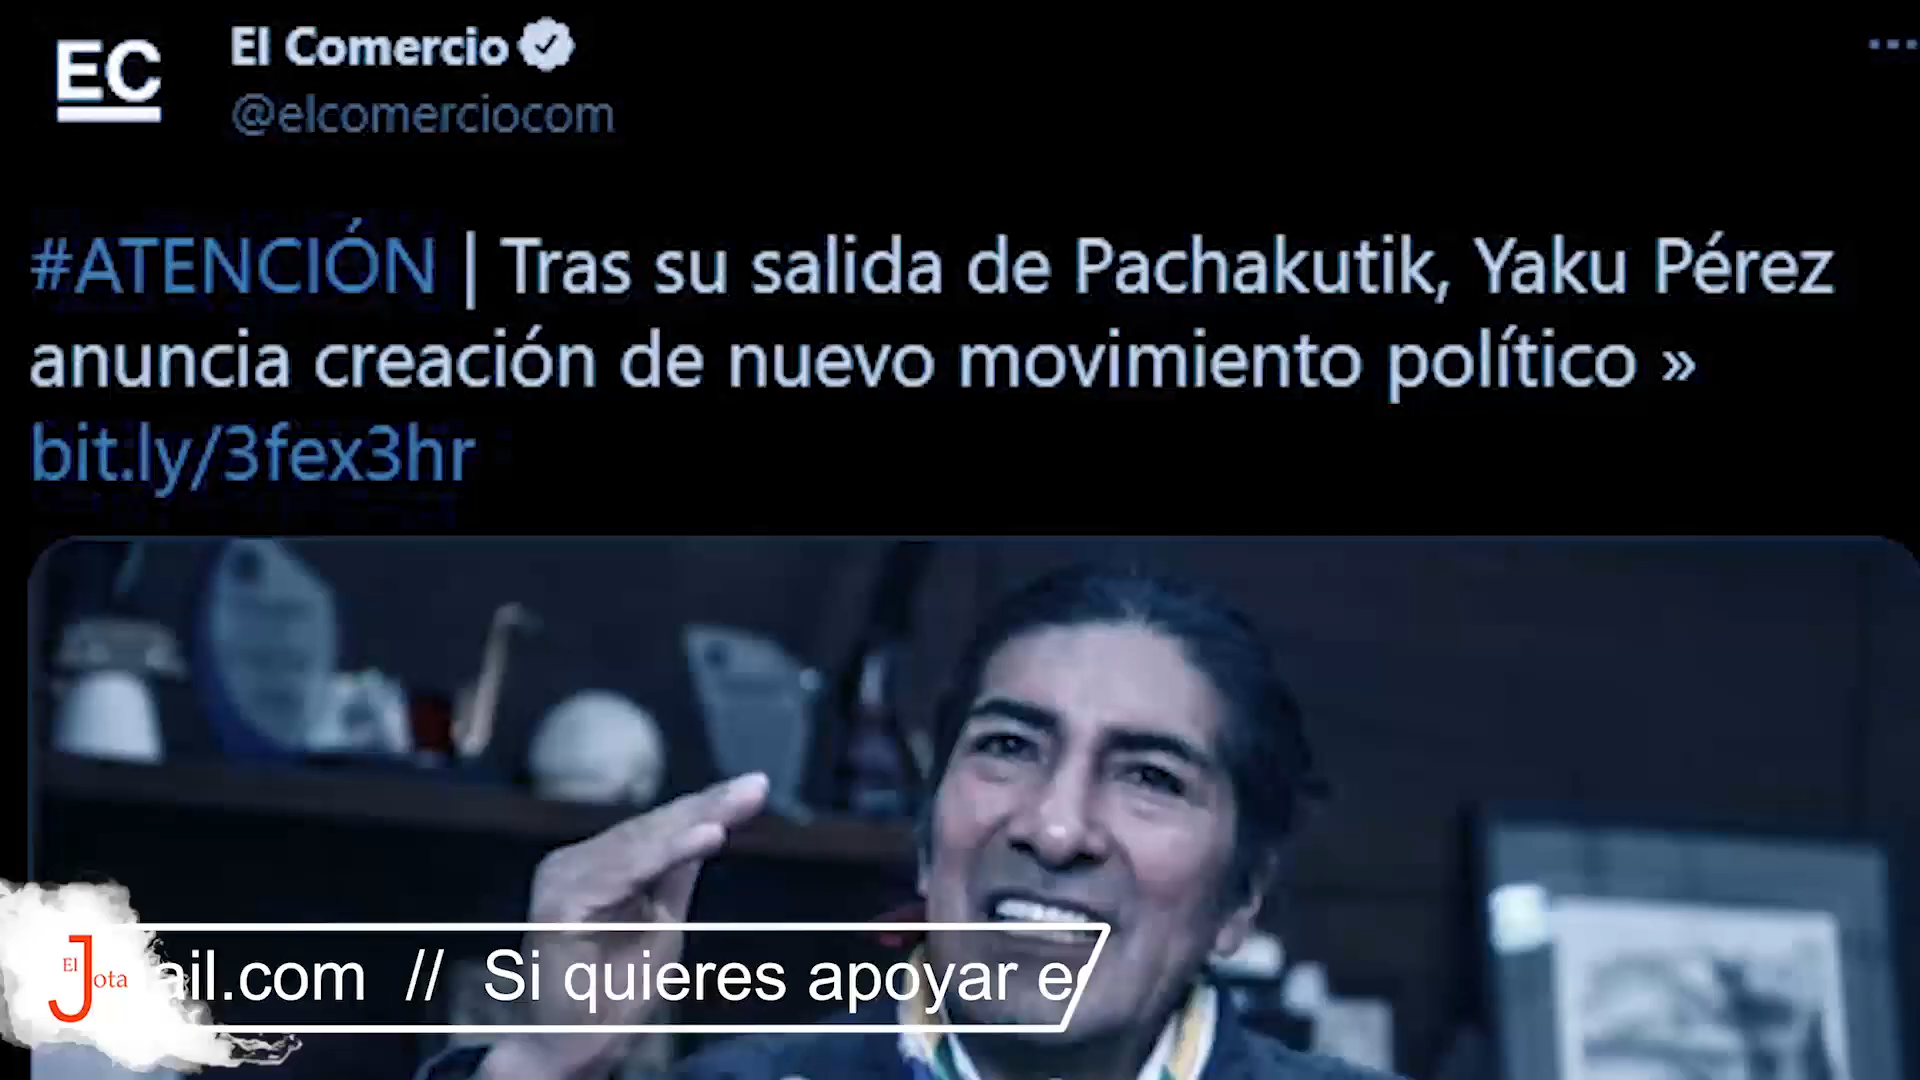 EC
El Comercio
@elcomerciocom
#ATENCIÓN | Tras su salida de Pachakutik, Yaku Pérez
anuncia creación de nuevo movimiento político »
bit.ly/3fex3hr
El Jota
ail.com // Si quieres apoyar e